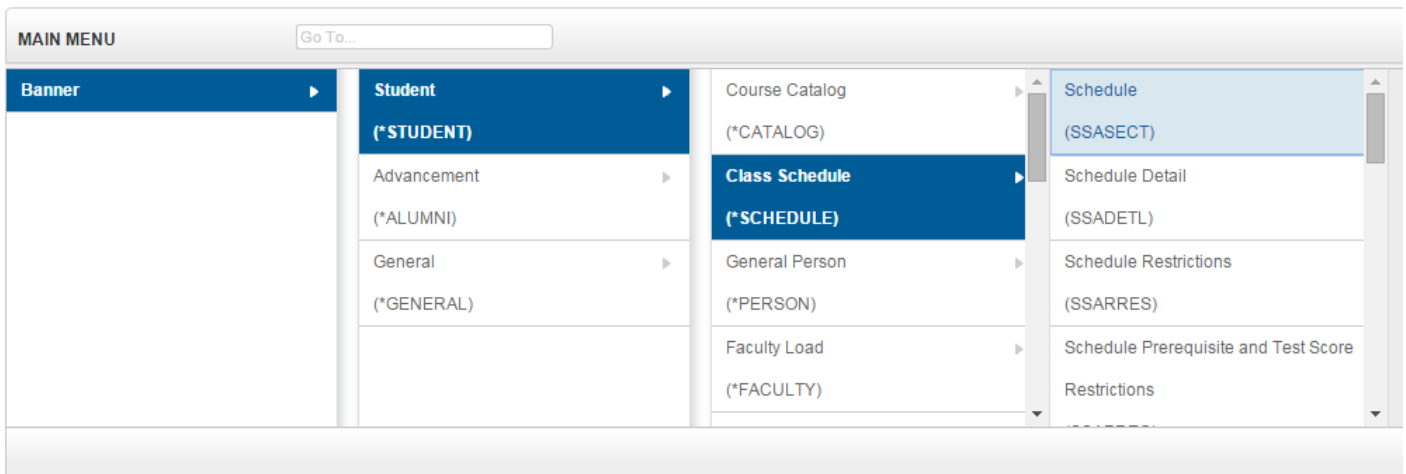 MAIN MENU
Go To...
Banner
Student
(*STUDENT)
Advancement
(*ALUMNI)
General
(*GENERAL)
Course Catalog
(*CATALOG)
Class Schedule
(*SCHEDULE)
General Person
(*PERSON)
Faculty Load
(*FACULTY)
Schedule
(SSASECT)
Schedule Detail
(SSADETL)
Schedule Restrictions
(SSARRES)
Schedule Prerequisite and Test Score
Restrictions